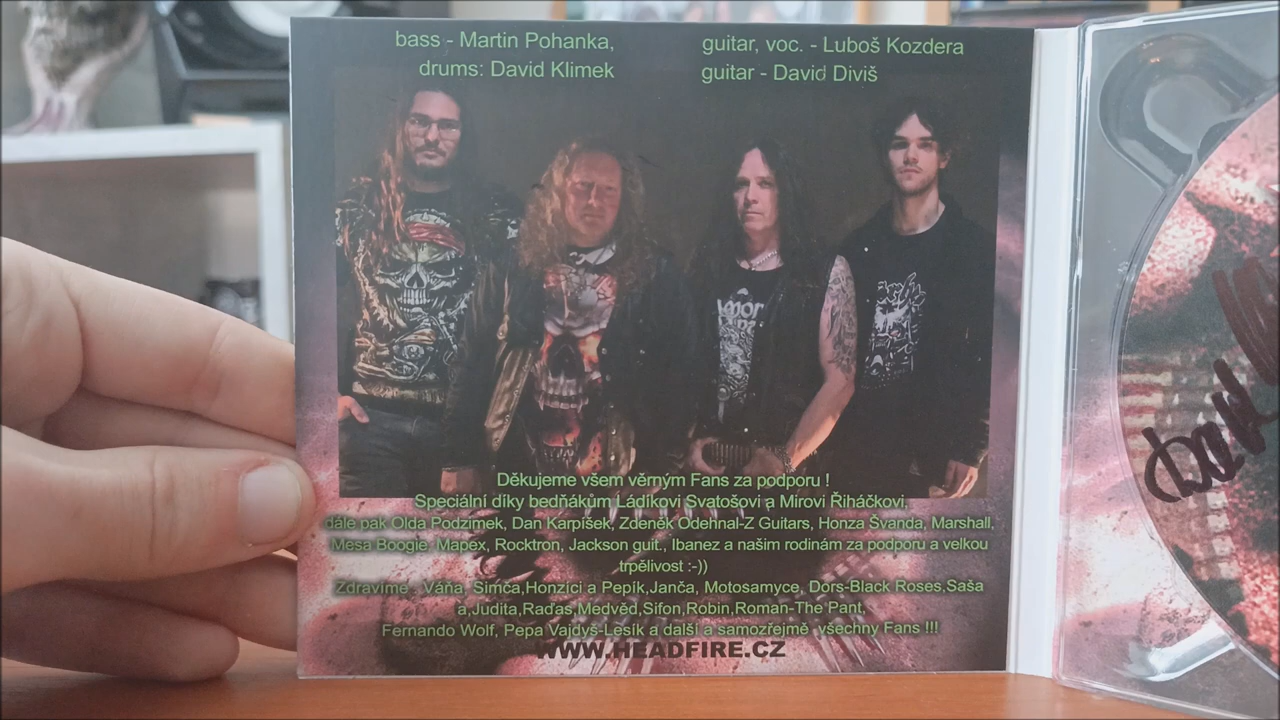 bass - Martin Pohanka,
drums: David Klimek
guitar, voc. - Luboš Kozdera
guitar - David Diviš
Děkujeme všem věrným Fans za podporu !
Speciální díky bedňákům Ládíkovi Svatošovi a Mirovi Řiháčkovi,
dále pak Olda Podzimek, Dan Karpíšek, Zdeněk Odehnal-Z Guitars, Honza Švanda, Marshall,
Mesa Boogie, Mapex, Rocktron, Jackson guit., Ibanez a našim rodinám za podporu a velkou
trpělivost :-))
Zdravíme : Váňa, Simča,Honzíci a Pepík,Janča, Motosamyce, Dors-Black Roses,Saša
a,Judita,Raďas,Medvěd,Sifon,Robin,Roman-The Pant,
Fernando Wolf, Pepa Vajdyš-Lesík a další a samozřejmě všechny Fans !!!
WWW.HEADFIRE.CZ